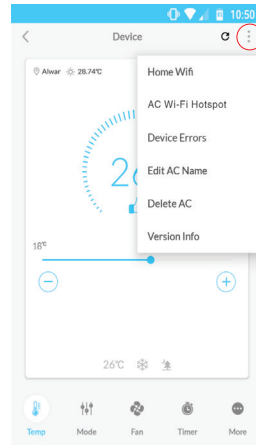 10:50
Device
Alwar 28.74°C
Home Wifi
AC Wi-Fi Hotspot
Device Errors
Edit AC Name
Delete AC
Version Info
18°
26°C
Temp Mode Fan Timer More